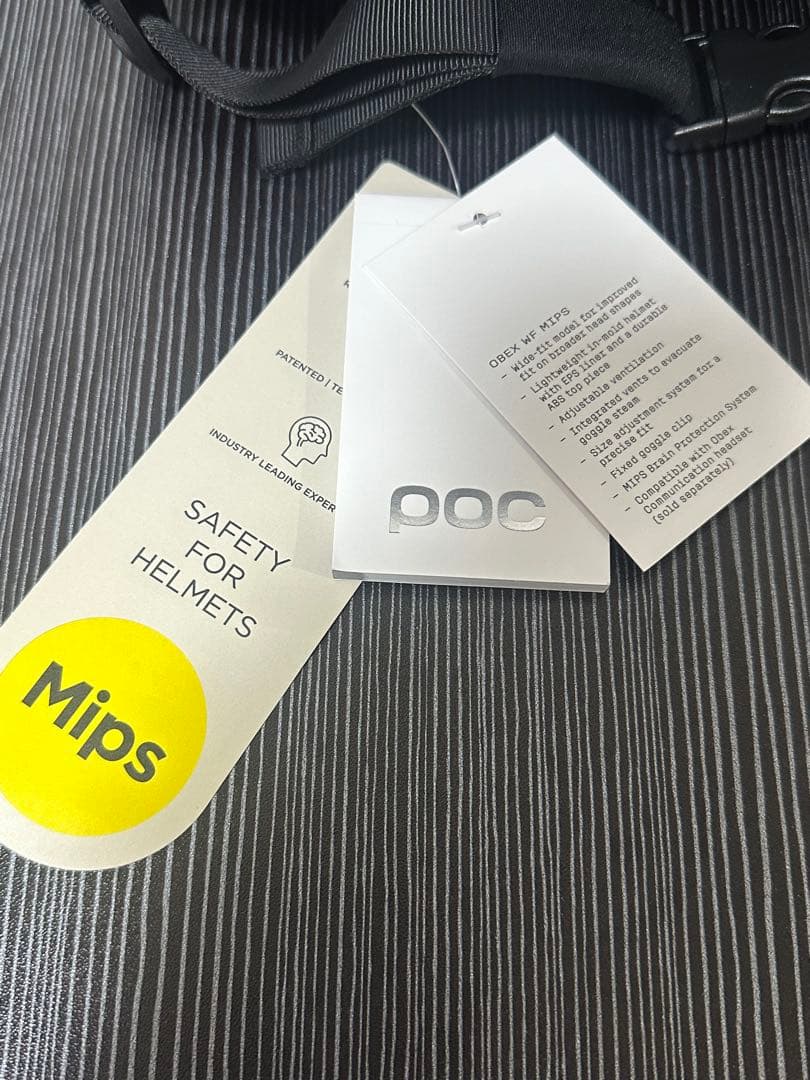 PATENTED |
INDUSTRY LEADING
SAFETY
FOR
HELMETS
Mips
poc
OBEX WF MIPS
- Wide-fit model for improved
fit on broader head shapes
- Lightweight in-mold helmet
with EPS liner and a durable
ABS top piece
- Adjustable ventilation
- Integrated vents to evacuate
goggle steam
- Size adjustment system for a
precise fit
- Fixed goggle clip
- MIPS Brain Protection System
- Compatible with Obex
Communication headset
(sold separately)